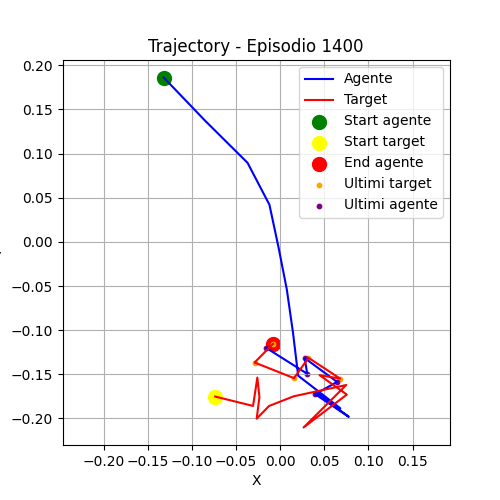 Trajectory - Episodio 1400
Agente
Target
Start agente
Start target
End agente
Ultimi target
Ultimi agente
0.20
0.15
0.10
0.05
0.00
−0.05
−0.10
−0.15
−0.20
−0.20 −0.15 −0.10 −0.05 0.00 0.05 0.10 0.15
X